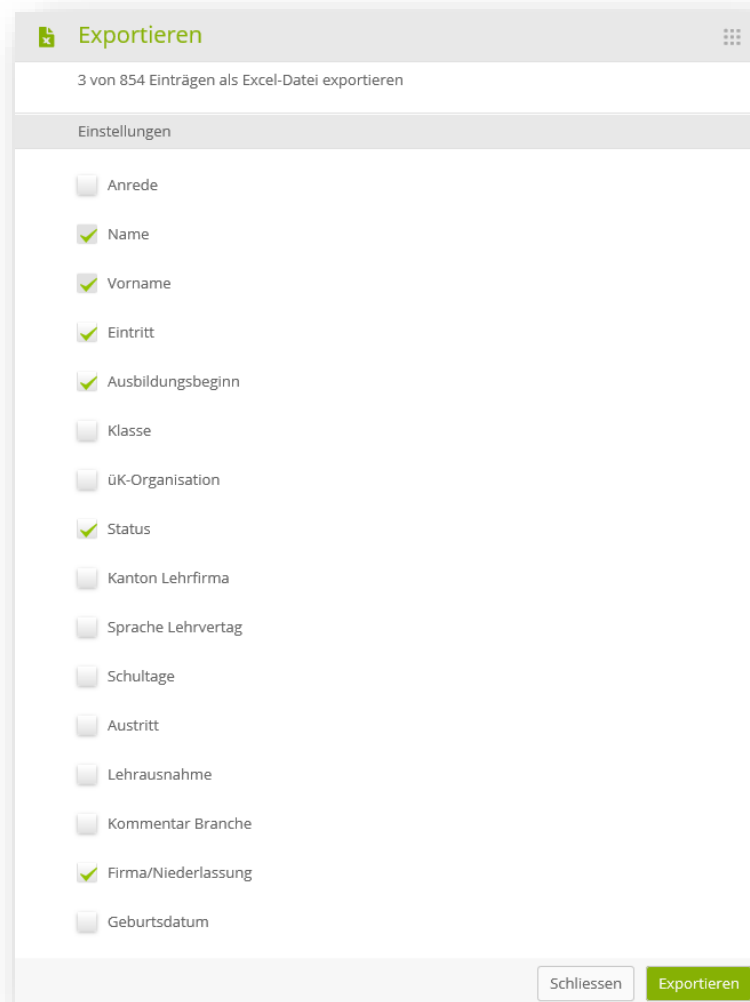 Exportieren
3 von 854 Einträgen als Excel-Datei exportieren
Einstellungen
Anrede
Name
Vorname
Eintritt
Ausbildungsbeginn
Klasse
üK-Organisation
Status
Kanton Lehrfirma
Sprache Lehrvertag
Schultage
Austritt
Lehrausnahme
Kommentar Branche
Firma/Niederlassung
Geburtsdatum
Schliessen Exportieren